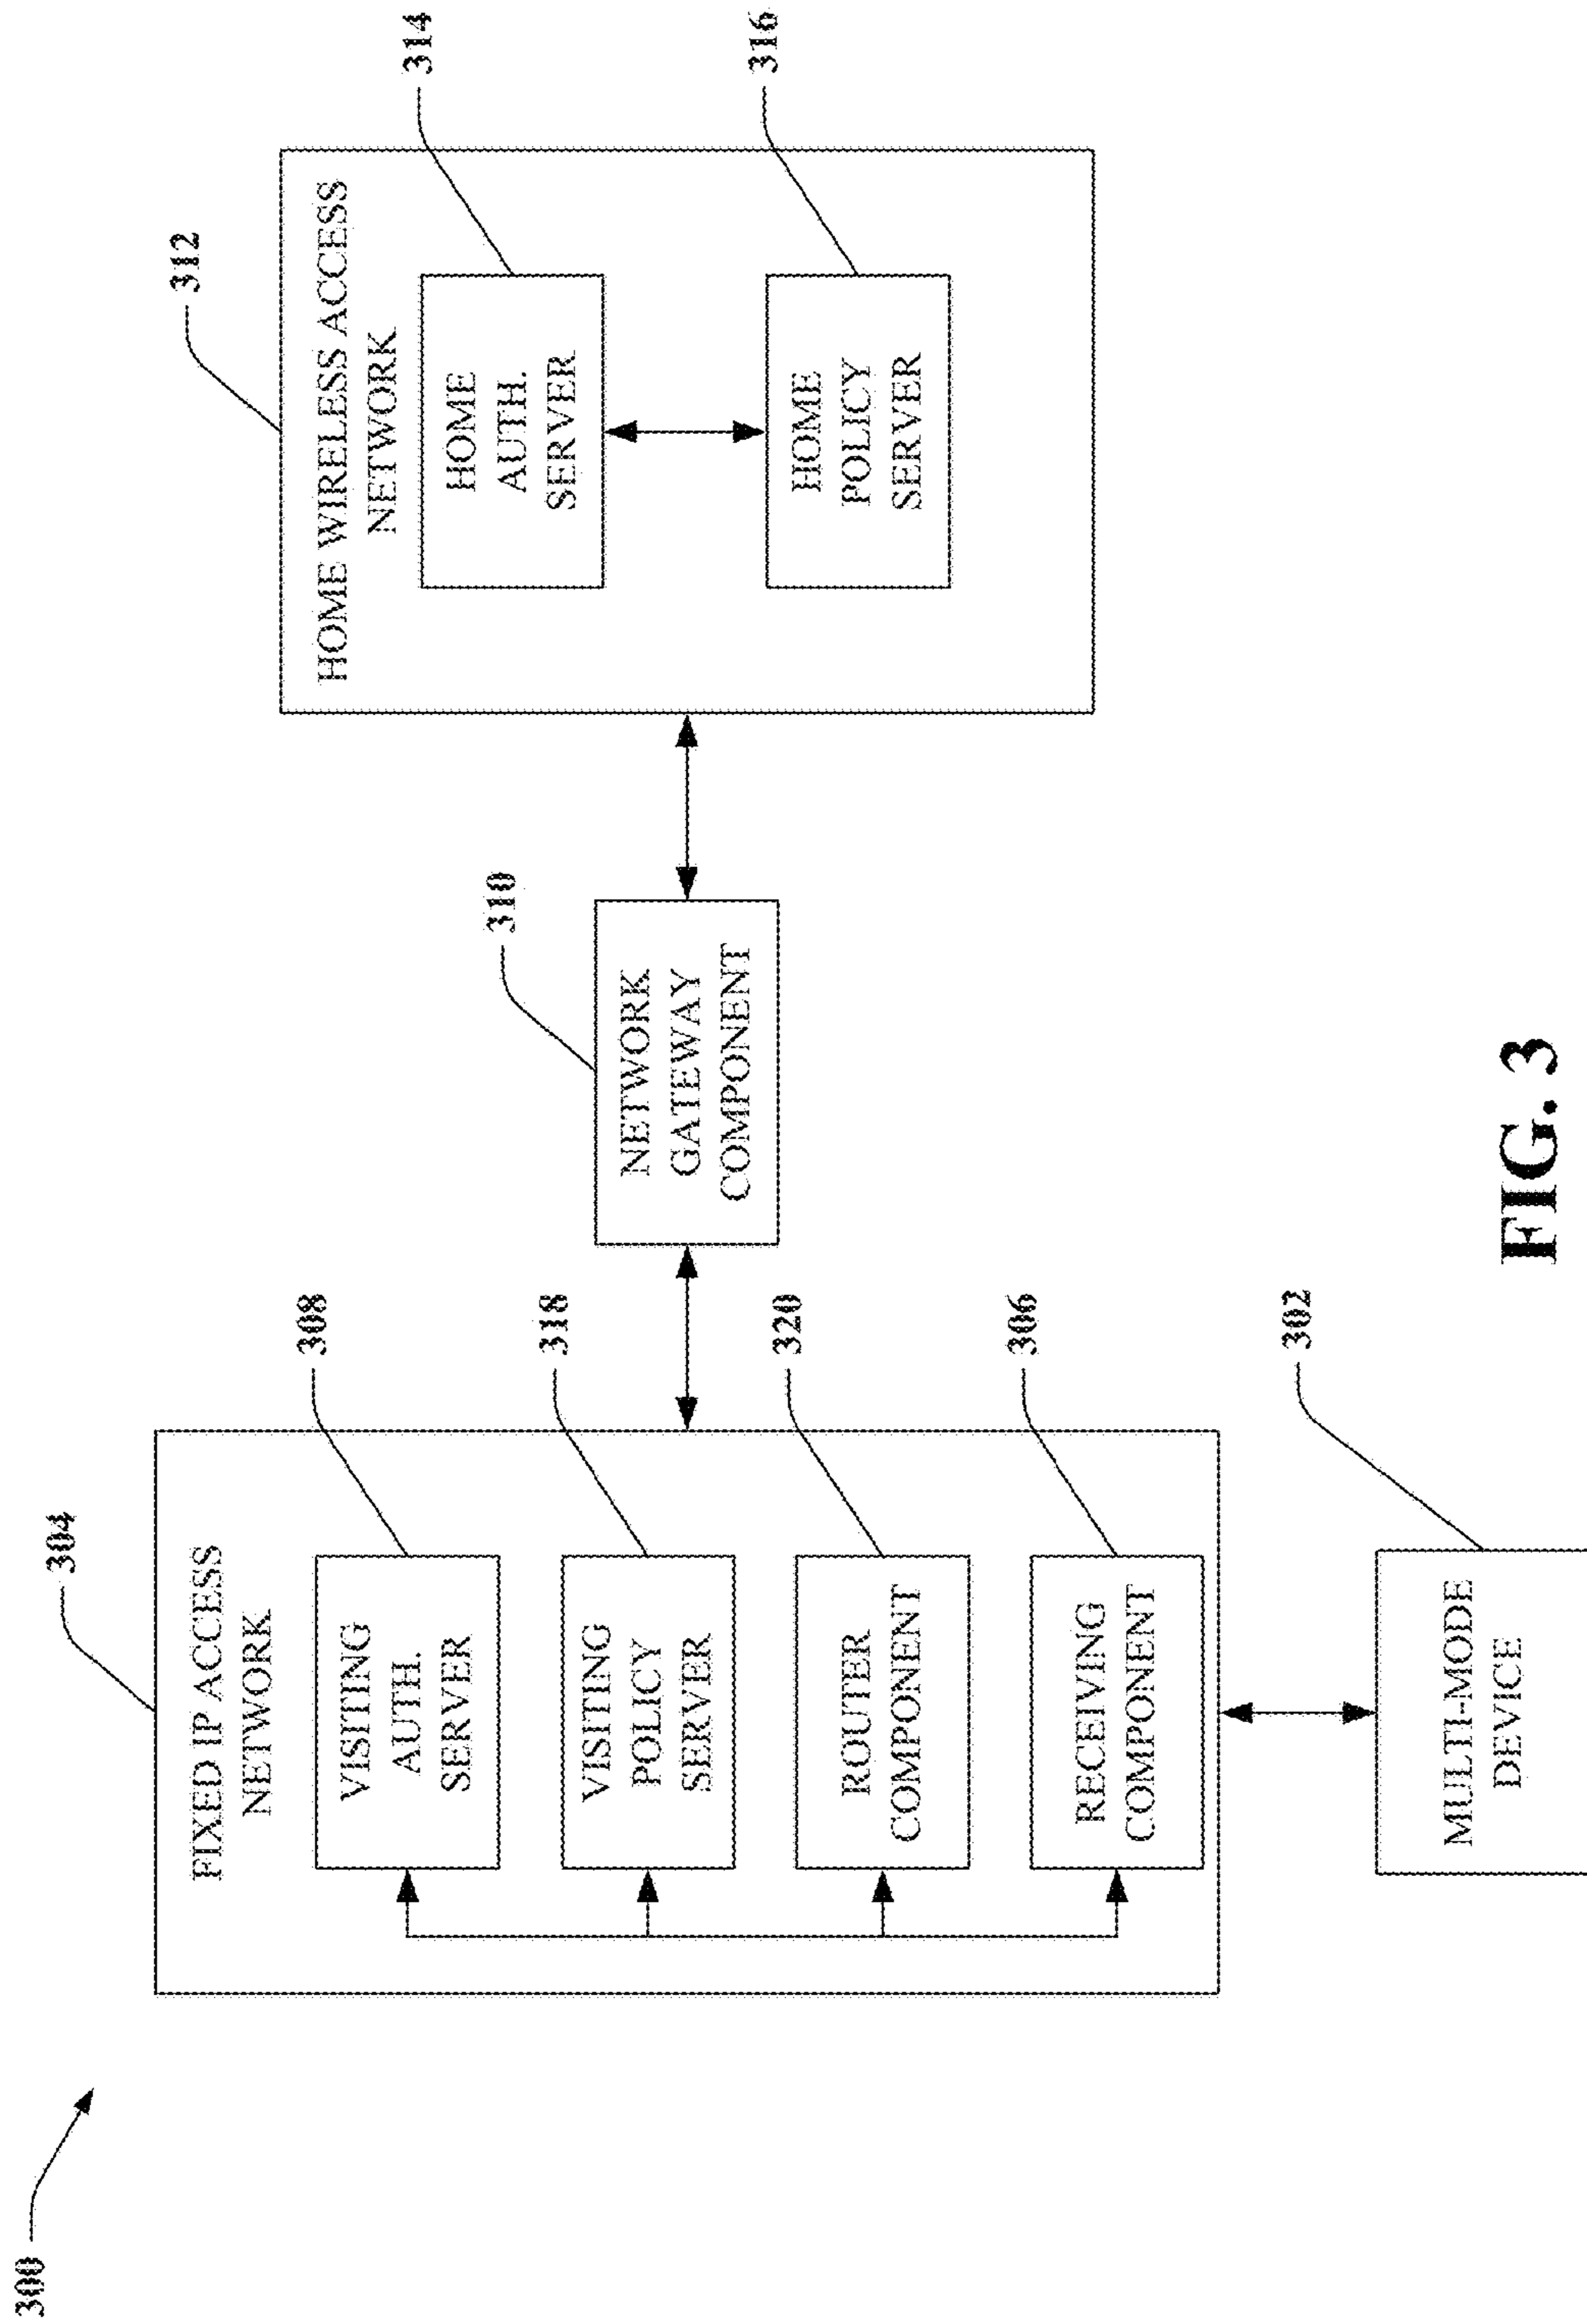 300
304
FIXED IP ACCESS
NETWORK
308
VISITING
AUTH.
SERVER
318
VISITING
POLICY
SERVER
320
ROUTER
COMPONENT
306
RECEIVING
COMPONENT
302
MULTI-MODE
DEVICE
310
NETWORK
GATEWAY
COMPONENT
312
HOME WIRELESS ACCESS
NETWORK
314
HOME
AUTH.
SERVER
316
HOME
POLICY
SERVER
FIG. 3